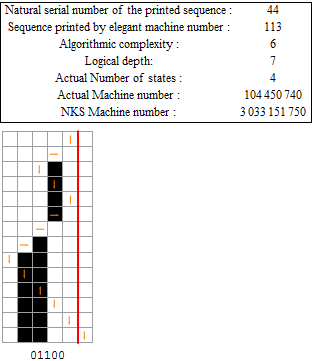 Natural serial number of the printed sequence : 44
Sequence printed by elegant machine number : 113
Algorithmic complexity : 6
Logical depth: 7
Actual Number of states : 4
Actual Machine number : 104 450 740
NKS Machine number : 3 033 151 750
01100